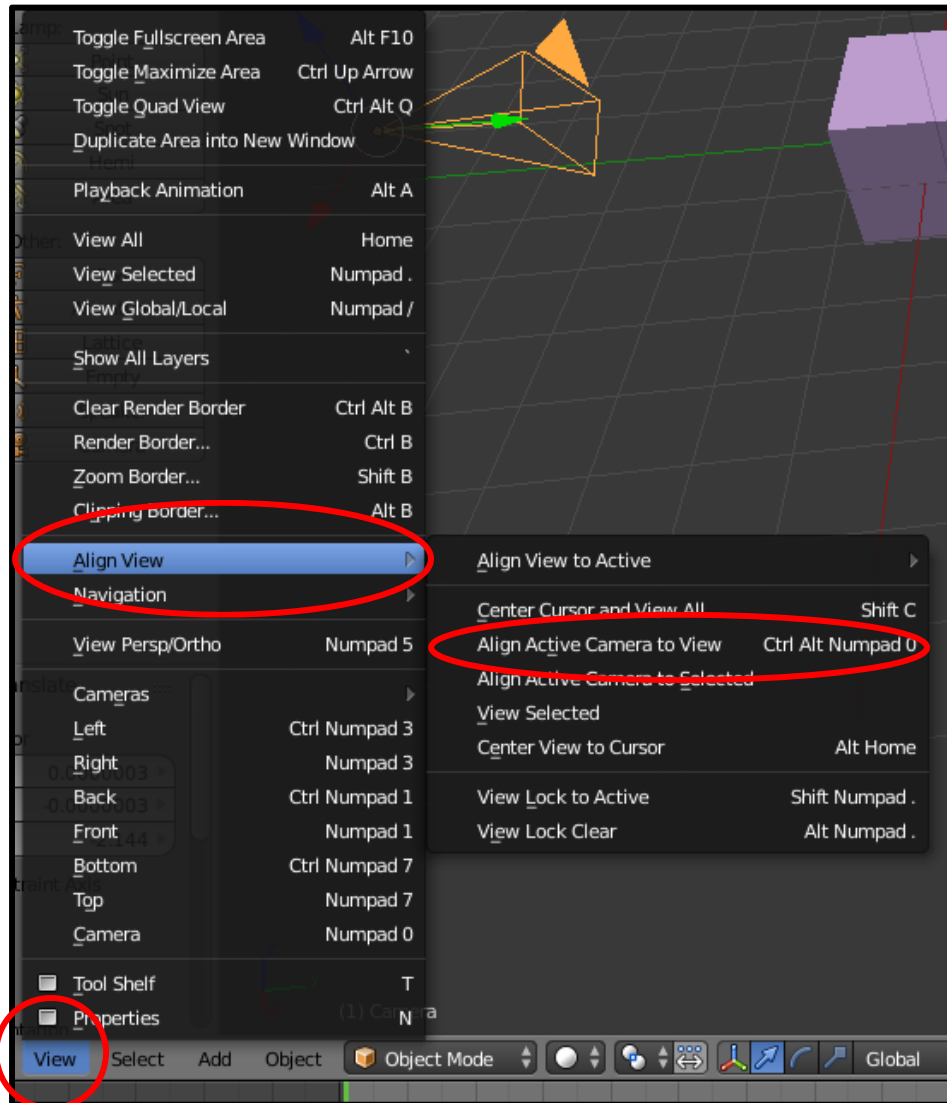 Lamp:
Toggle Fullscreen Area Alt F10
Toggle Maximize Area Ctrl Up Arrow
Sun
Toggle Quad View Ctrl Alt Q
Duplicate Area into New Window
Hemi
Playback Animation Alt A
Other:
View All Home
View Selected Numpad .
View Global/Local Numpad /
Lattice
Show All Layers `
Empty
Clear Render Border Ctrl Alt B
Render Border... Ctrl B
Zoom Border... Shift B
Clipping Border... Alt B
Align View
Navigation
View Persp/Ortho Numpad 5
Cameras
Left Ctrl Numpad 3
Right Numpad 3
Back Ctrl Numpad 1
Front Numpad 1
Bottom Ctrl Numpad 7
Top Numpad 7
Camera Numpad 0
Tool Shelf T
Properties N
Align View to Active
Center Cursor and View All Shift C
Align Active Camera to View Ctrl Alt Numpad 0
Align Active Camera to Selected
View Selected
Center View to Cursor Alt Home
View Lock to Active Shift Numpad .
View Lock Clear Alt Numpad .
(1) Camera
View Select Add Object Object Mode Global